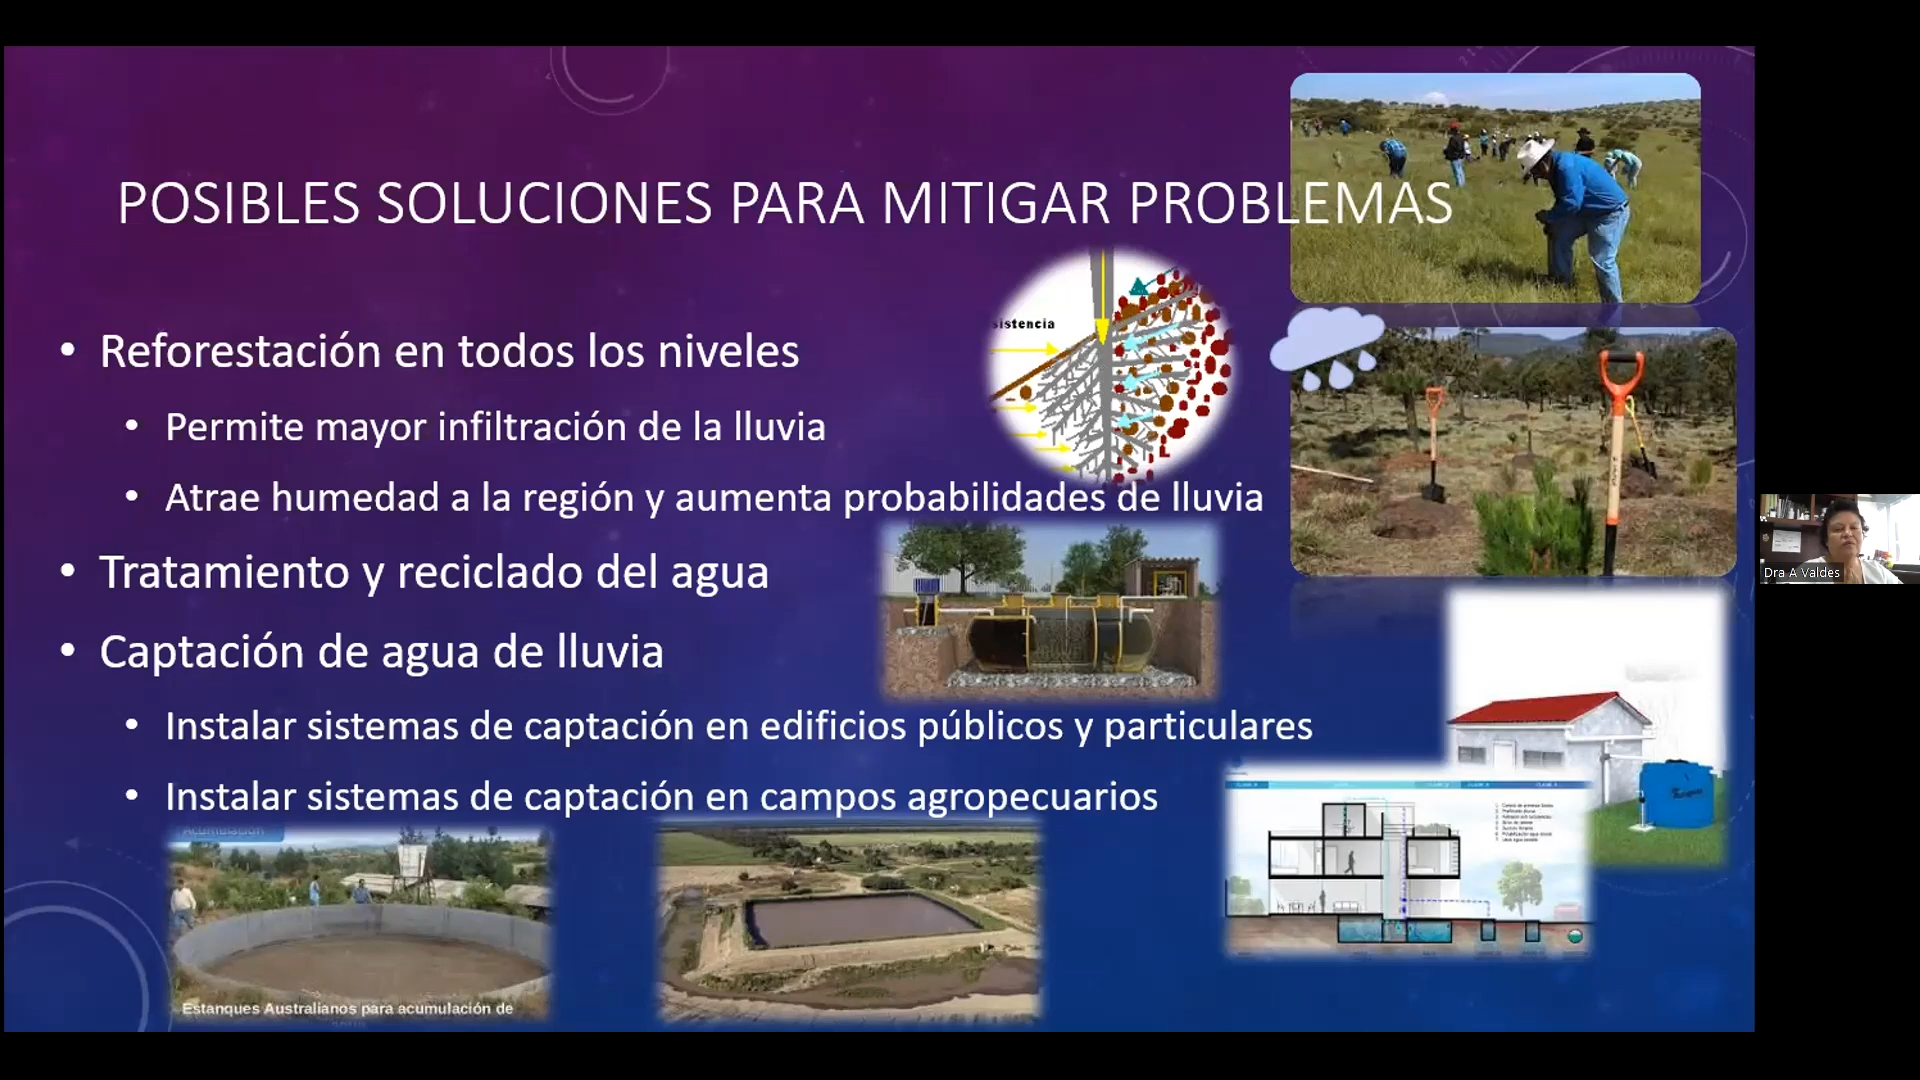 POSIBLES SOLUCIONES PARA MITIGAR PROBLEMAS
sistencia
• Reforestación en todos los niveles
• Permite mayor infiltración de la lluvia
• Atrae humedad a la región y aumenta probabilidades de lluvia
• Tratamiento y reciclado del agua
Dra A Valdes
• Captación de agua de lluvia
• Instalar sistemas de captación en edificios públicos y particulares
• Instalar sistemas de captación en campos agropecuarios
Acumulación
Estanques Australianos para acumulación de